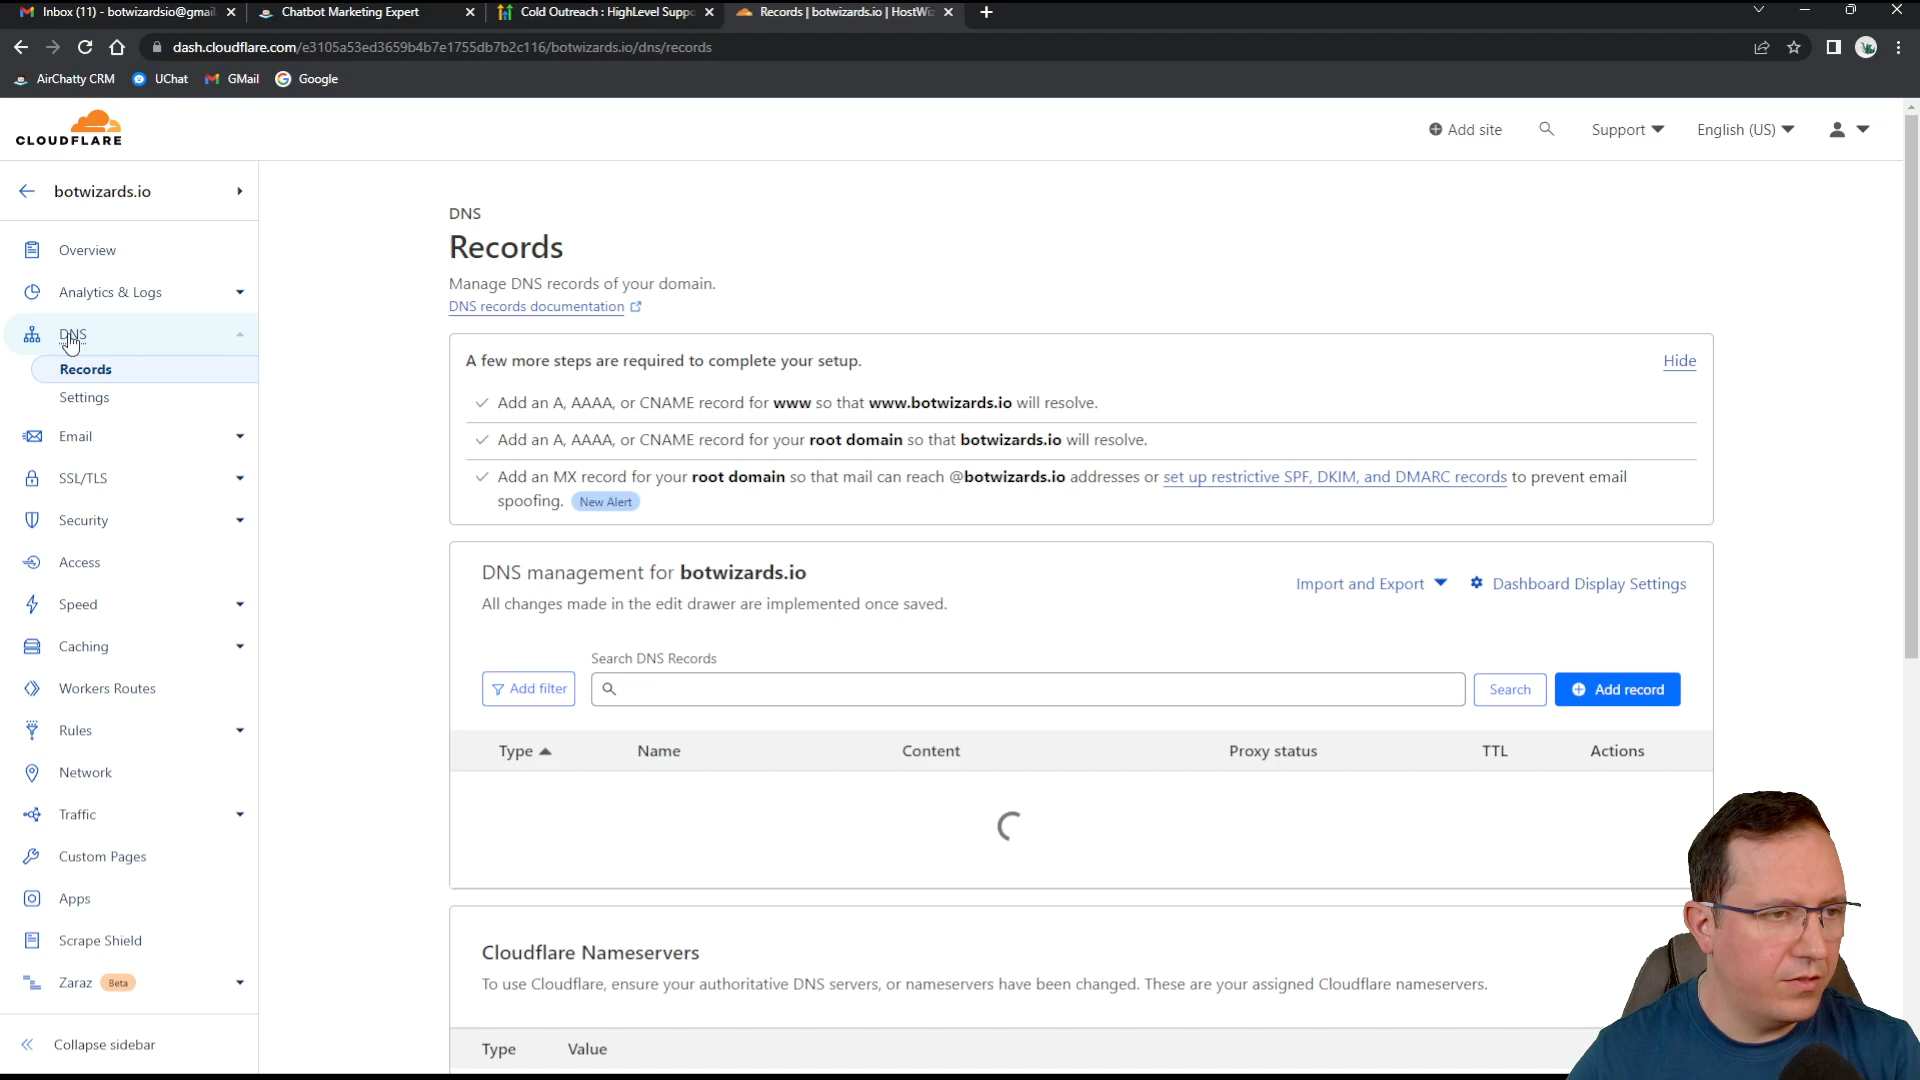 Inbox (11) - botwizardsio@gmail.
Chatbot Marketing Expert
Cold Outreach : HighLevel Suppo
Records | botwizards.io | HostWiz
dash.cloudflare.com/e3105a53ed3659b4b7e1755db7b2c116/botwizards.io/dns/records
AirChatty CRM
UChat
GMail
Google
CLOUDFLARE
Add site
Support
English (US)
botwizards.io
Overview
Analytics & Logs
DNS
Records
Settings
Email
SSL/TLS
Security
Access
Speed
Caching
Workers Routes
Rules
Network
Traffic
Custom Pages
Apps
Scrape Shield
Zaraz Beta
Collapse sidebar
DNS
Records
Manage DNS records of your domain.
DNS records documentation
A few more steps are required to complete your setup.
Hide
Add an A, AAAA, or CNAME record for www so that www.botwizards.io will resolve.
Add an A, AAAA, or CNAME record for your root domain so that botwizards.io will resolve.
Add an MX record for your root domain so that mail can reach @botwizards.io addresses or set up restrictive SPF, DKIM, and DMARC records to prevent email
spoofing. New Alert
DNS management for botwizards.io
All changes made in the edit drawer are implemented once saved.
Import and Export
Dashboard Display Settings
Search DNS Records
Add filter
Search
Add record
Type Name Content Proxy status TTL Actions
Cloudflare Nameservers
To use Cloudflare, ensure your authoritative DNS servers, or nameservers have been changed. These are your assigned Cloudflare nameservers.
Type Value